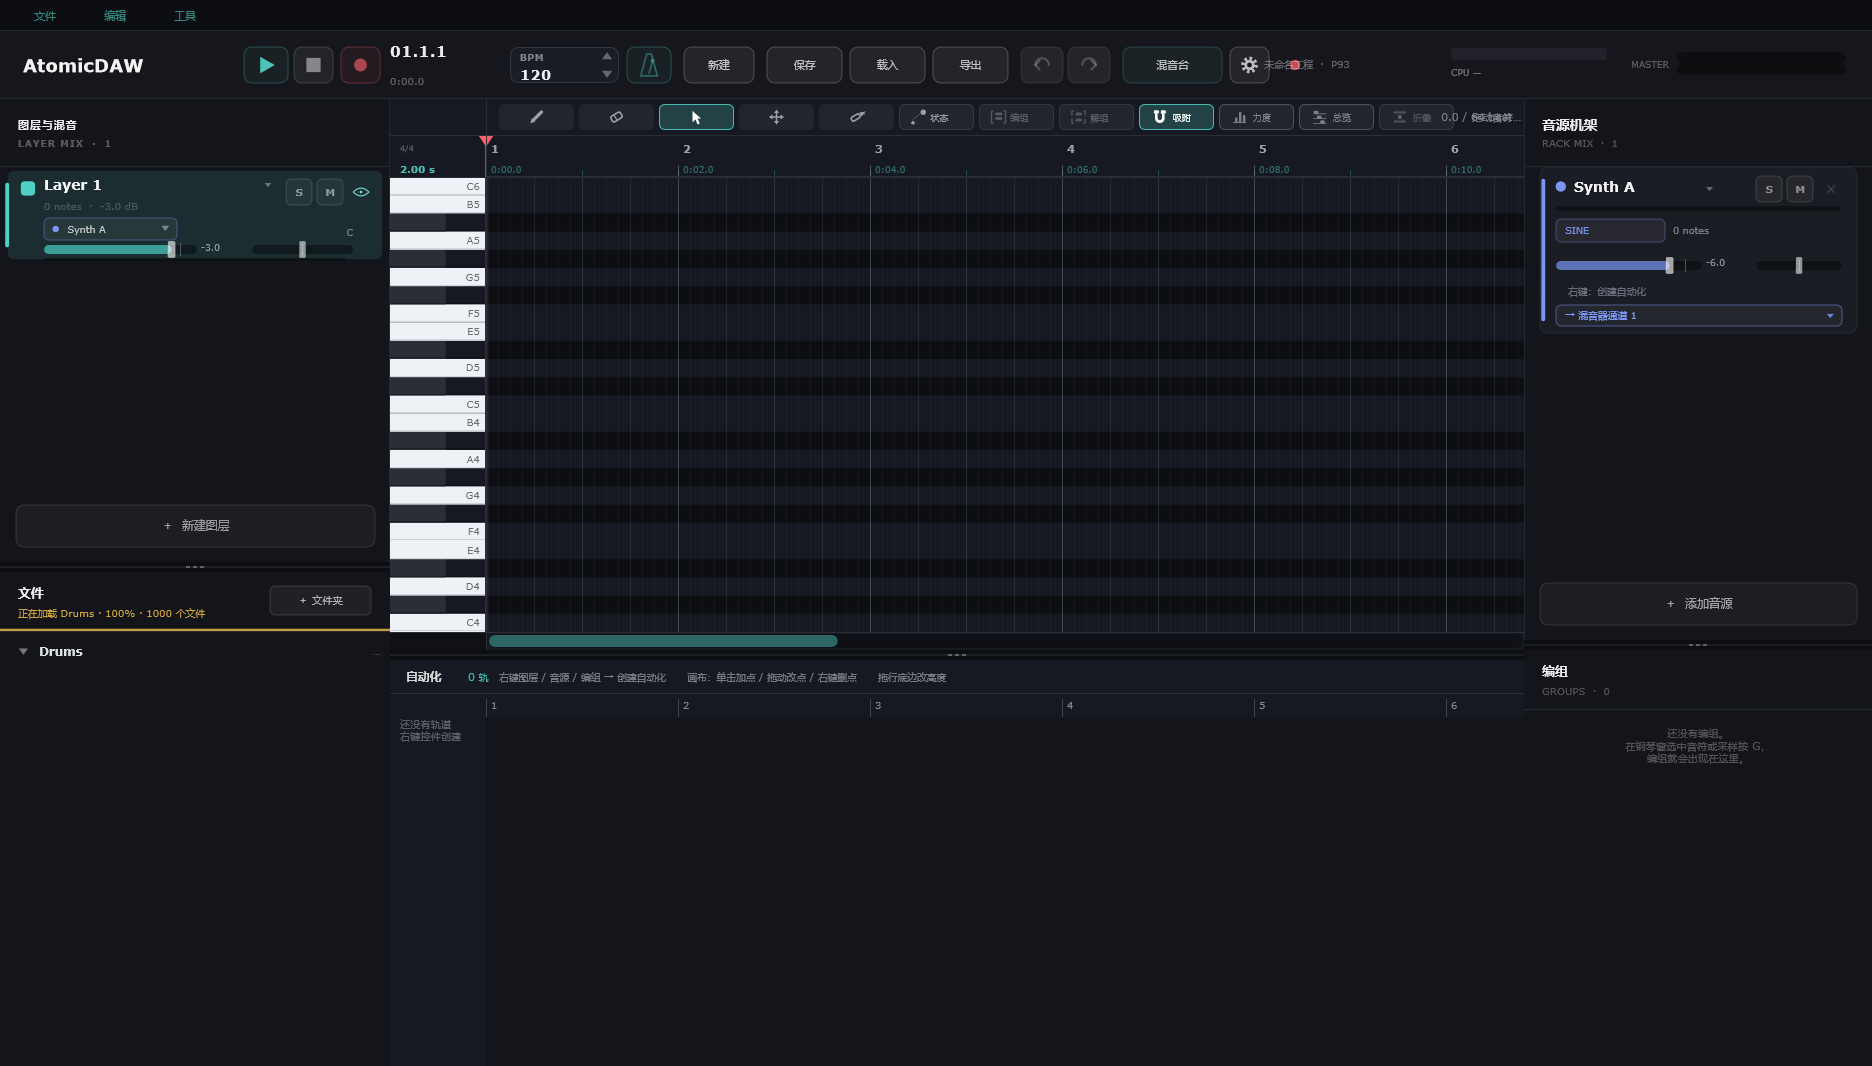 文件 编辑 工具
AtomicDAW
01.1.1
0:00.0
BPM
120
新建 保存 载入 导出 混音台
· P93
CPU —
MASTER
图层与混音
LAYER MIX · 1
Layer 1
S M
0 notes · -3.0 dB
Synth A
C
-3.0
+ 新建图层
文件
正在加载 Drums · 100% · 1000 个文件
+ 文件夹
Drums
...
状态 编组 解组 吸附 力度 总览 折叠 0.0 /
4/4
2.00 s
1 2 3 4 5 6
0:00.0 0:02.0 0:04.0 0:06.0 0:08.0 0:10.0
C6
B5
A5
G5
F5
E5
D5
C5
B4
A4
G4
F4
E4
D4
C4
自动化 0 轨 右键图层 / 音源 / 编组 → 创建自动化 画布: 单击加点 / 拖动改点 / 右键删点 拖行底边改高度
1 2 3 4 5 6
还没有轨道
右键控件创建
音源机架
RACK MIX · 1
Synth A
S M ×
SINE
0 notes
-6.0
右键: 创建自动化
→ 混音器通道 1
+ 添加音源
编组
GROUPS · 0
还没有编组。
在钢琴窗选中音符或采样按 G,
编组就会出现在这里。